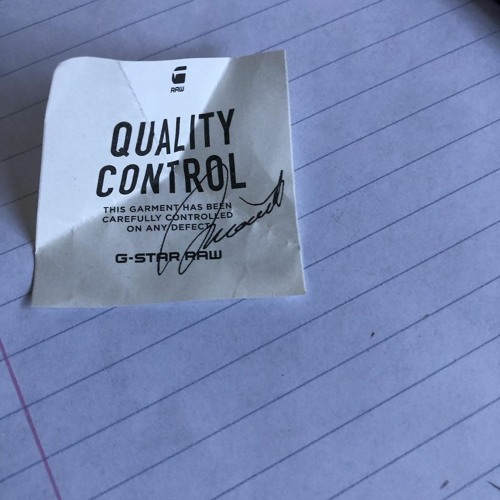 RAW
QUALITY
CONTROL
THIS GARMENT HAS BEEN
CAREFULLY CONTROLLED
ON ANY DEFECT
G-STAR RAW